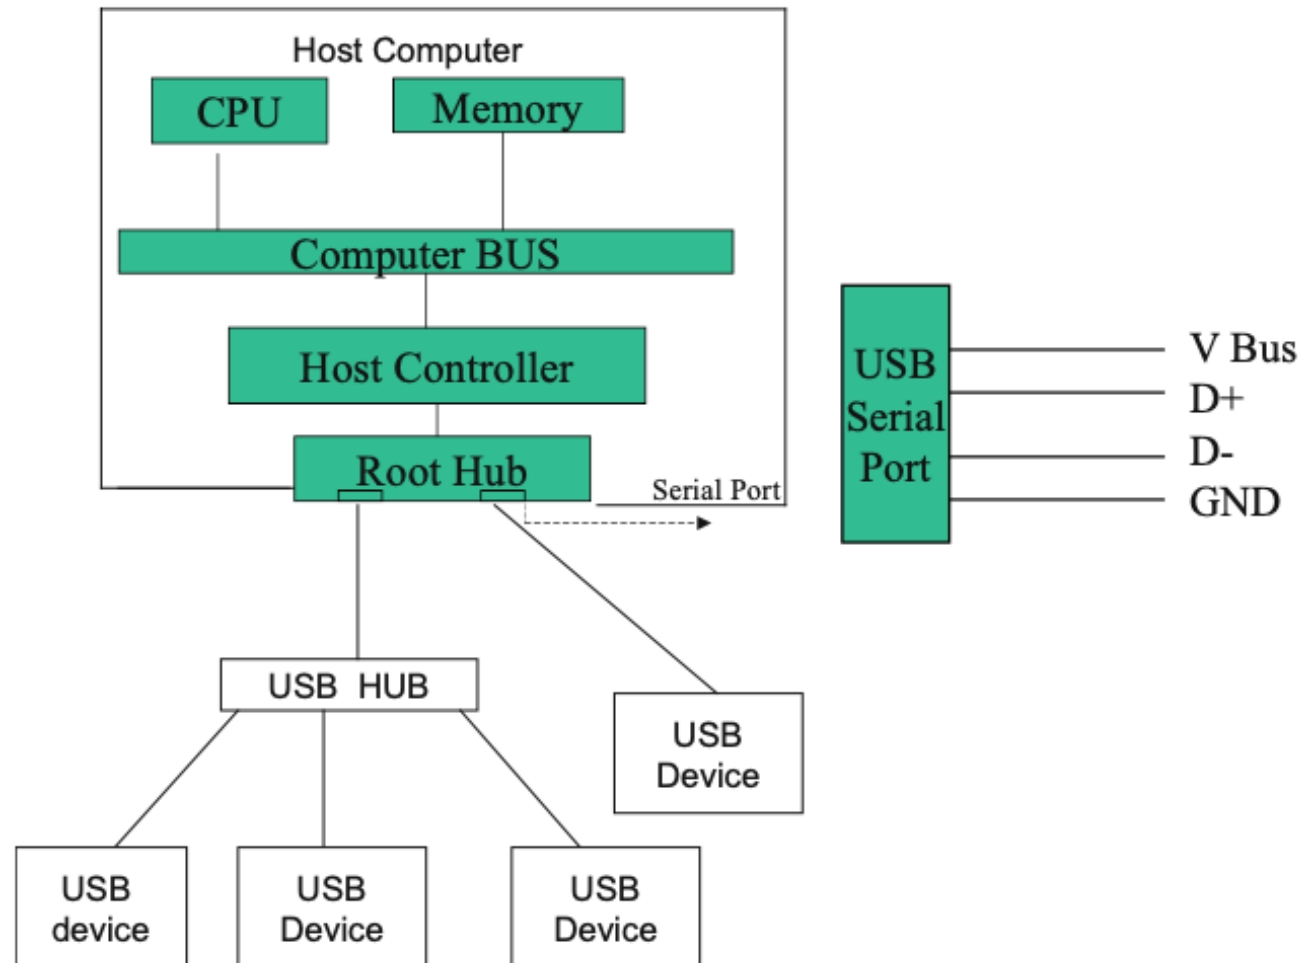 Host Computer
CPU
Memory
Computer BUS
Host Controller
Root Hub
Serial Port
USB
Serial
Port
V Bus
D+
D-
GND
USB HUB
USB
Device
USB
device
USB
Device
USB
Device